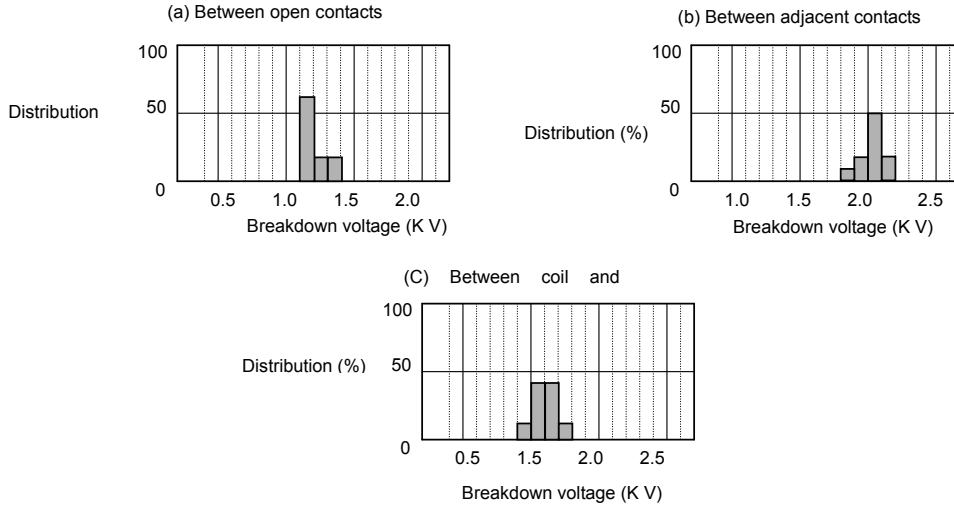 (a) Between open contacts
100
Distribution
50
0
0.5 1.0 1.5 2.0
Breakdown voltage (K V)
(b) Between adjacent contacts
100
50
Distribution (%)
0
1.0 1.5 2.0 2.5
Breakdown voltage (K V)
(C) Between coil and
100
Distribution (%)
50
0
0.5 1.5 2.0 2.5
Breakdown voltage (K V)